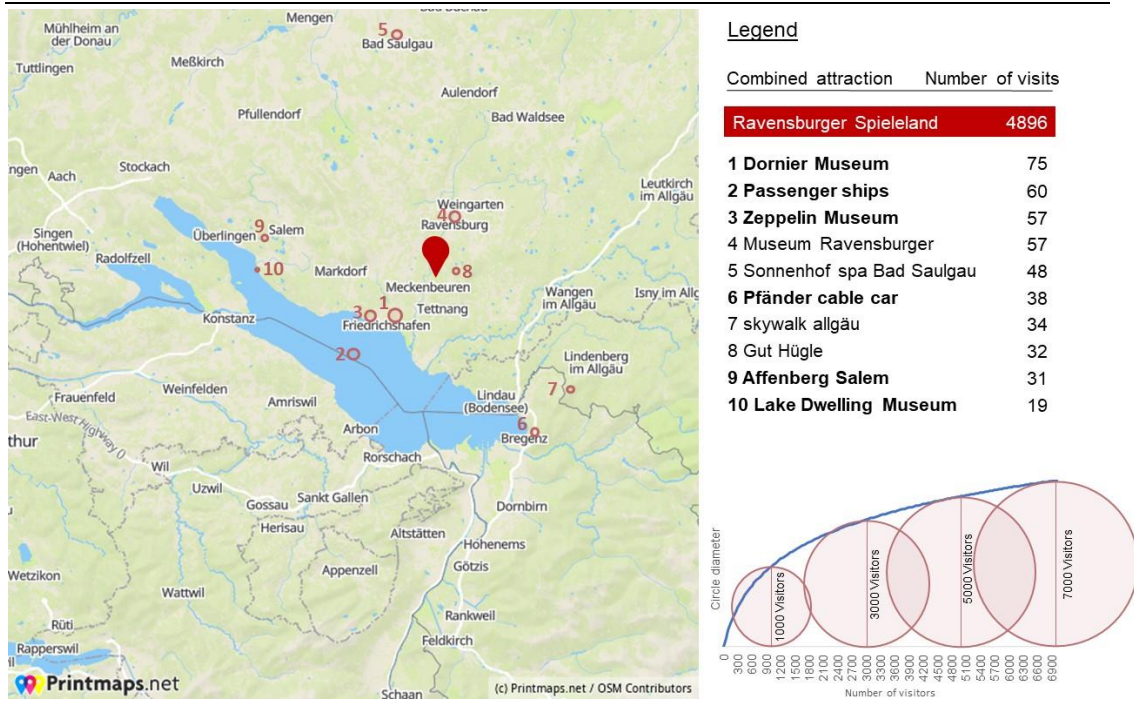 Mengen
Mühlheim an
der Donau
5
Bad Saulgau
Tuttlingen
Meßkirch
Aulendorf
Pfullendorf
Bad Waldsee
Stockach
ngen
Aach
Leutkirch
im Allgäu
Weingarten
4
Ravensburg
9
Salem
Überlingen
Singen
(Hohentwiel)
Radolfzell
10
Markdorf
8
Meckenbeuren
Wangen
im Allgäu
Isny im Allg
Tettnang
3
1
Friedrichshafen
Konstanz
2
Lindenberg
im Allgäu
Weinfelden
7
Frauenfeld
Amriswil
Lindau
(Bodensee)
East-West Highway 0
Arbon
6
Bregenz
thur
Rorschach
Wil
Uzwil
Gossau
Sankt Gallen
Dornbirn
Herisau
Altstätten
Hohenems
Götzis
Wetzikon
Appenzell
Wattwil
Rankweil
Rüti
Feldkirch
Rapperswil
Printmaps.net
Schaan
(c) Printmaps.net / OSM Contributors
Legend
Combined attraction Number of visits
Ravensburger Spieleland 4896
1 Dornier Museum 75
2 Passenger ships 60
3 Zeppelin Museum 57
4 Museum Ravensburger 57
5 Sonnenhof spa Bad Saulgau 48
6 Pfänder cable car 38
7 skywalk allgäu 34
8 Gut Hügle 32
9 Affenberg Salem 31
10 Lake Dwelling Museum 19
Circle diameter
1000 Visitors
3000 Visitors
5000 Visitors
7000 Visitors
0 300 600 900 1200 1500 1800 2100 2400 2700 3000 3300 3600 3900 4200 4500 4800 5100 5400 5700 6000 6300 6600 6900
Number of visitors